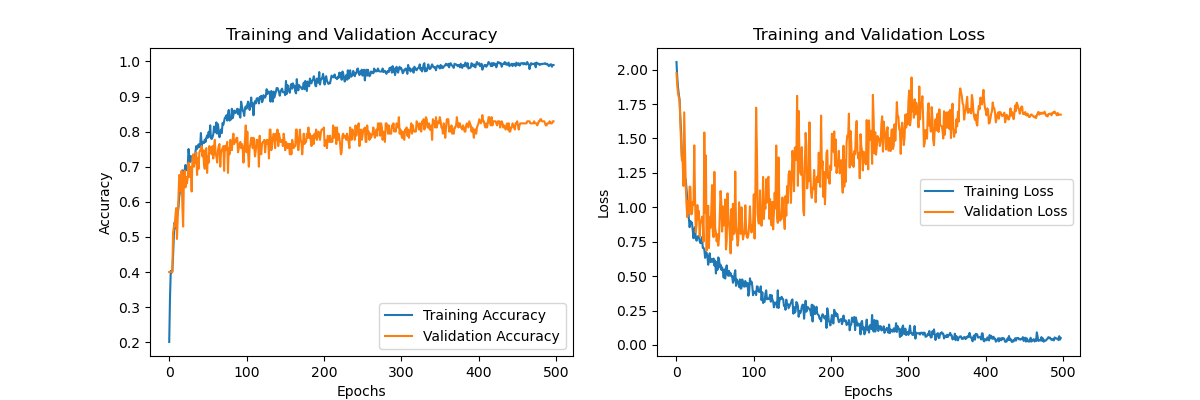 Training and Validation Accuracy
1.0
0.9
0.8
0.7
0.6
0.5
0.4
0.3
0.2
Accuracy
0 100 200 300 400 500
Epochs
Training Accuracy
Validation Accuracy
Training and Validation Loss
2.00
1.75
1.50
1.25
1.00
0.75
0.50
0.25
0.00
Loss
0 100 200 300 400 500
Epochs
Training Loss
Validation Loss